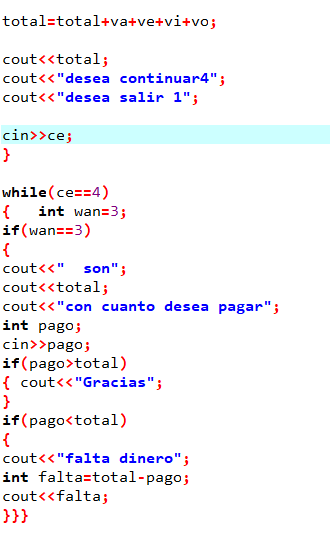 total=total+va+ve+vi+vo;
cout<<total;
cout<<"desea continuar4";
cout<<"desea salir 1";
cin>>ce;
}
while(ce==4)
{   int wan=3;
if(wan==3)
{
cout<<"  son";
cout<<total;
cout<<"con cuanto desea pagar";
int pago;
cin>>pago;
if(pago>total)
{ cout<<"Gracias";
}
if(pago<total)
{
cout<<"falta dinero";
int falta=total-pago;
cout<<falta;
}}}